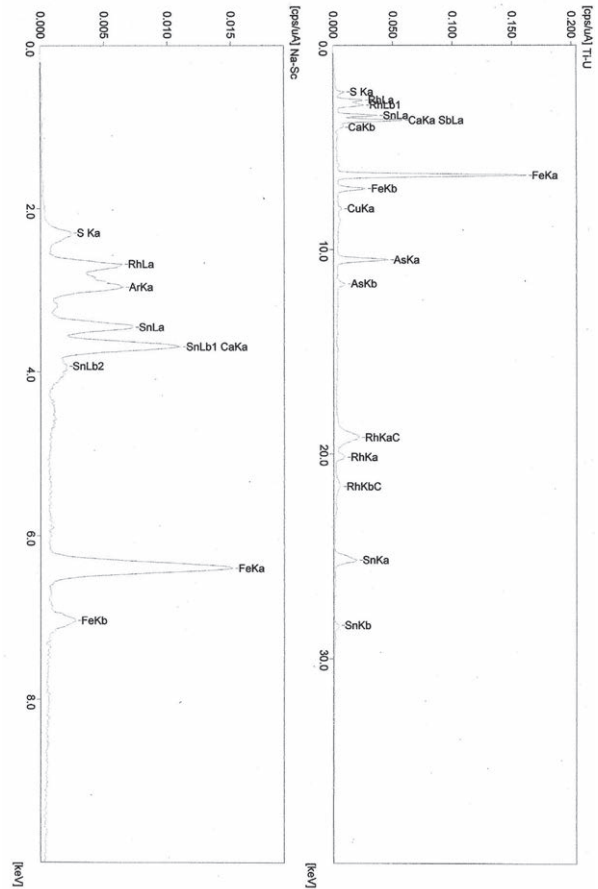 [cps/uA] Ti-U
0.200
0.150
0.100
0.050
0.0
S Ka
RhLa
RhLb1
SnLa
CaKa SbLa
CaKb
FeKa
FeKb
CuKa
AsKa
AsKb
RhKaC
RhKa
RhKbC
SnKa
SnKb
0.0
10.0
20.0
30.0
[keV]
[cps/uA] Na-Sc
0.015
0.010
0.005
0.000
S Ka
RhLa
ArKa
SnLa
SnLb1 CaKa
SnLb2
FeKa
FeKb
0.0
2.0
4.0
6.0
8.0
[keV]